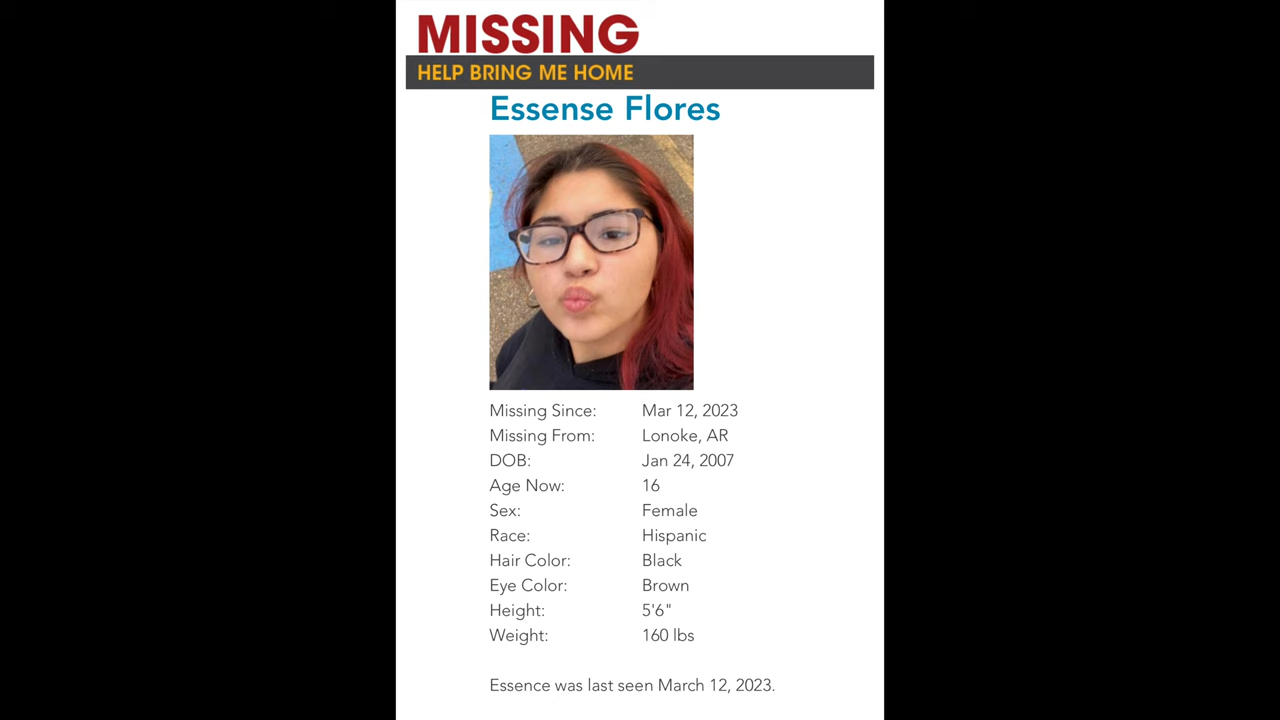 MISSING
HELP BRING ME HOME
Essense Flores
Missing Since: Mar 12, 2023
Missing From: Lonoke, AR
DOB: Jan 24, 2007
Age Now: 16
Sex: Female
Race: Hispanic
Hair Color: Black
Eye Color: Brown
Height: 5'6"
Weight: 160 lbs
Essence was last seen March 12, 2023.